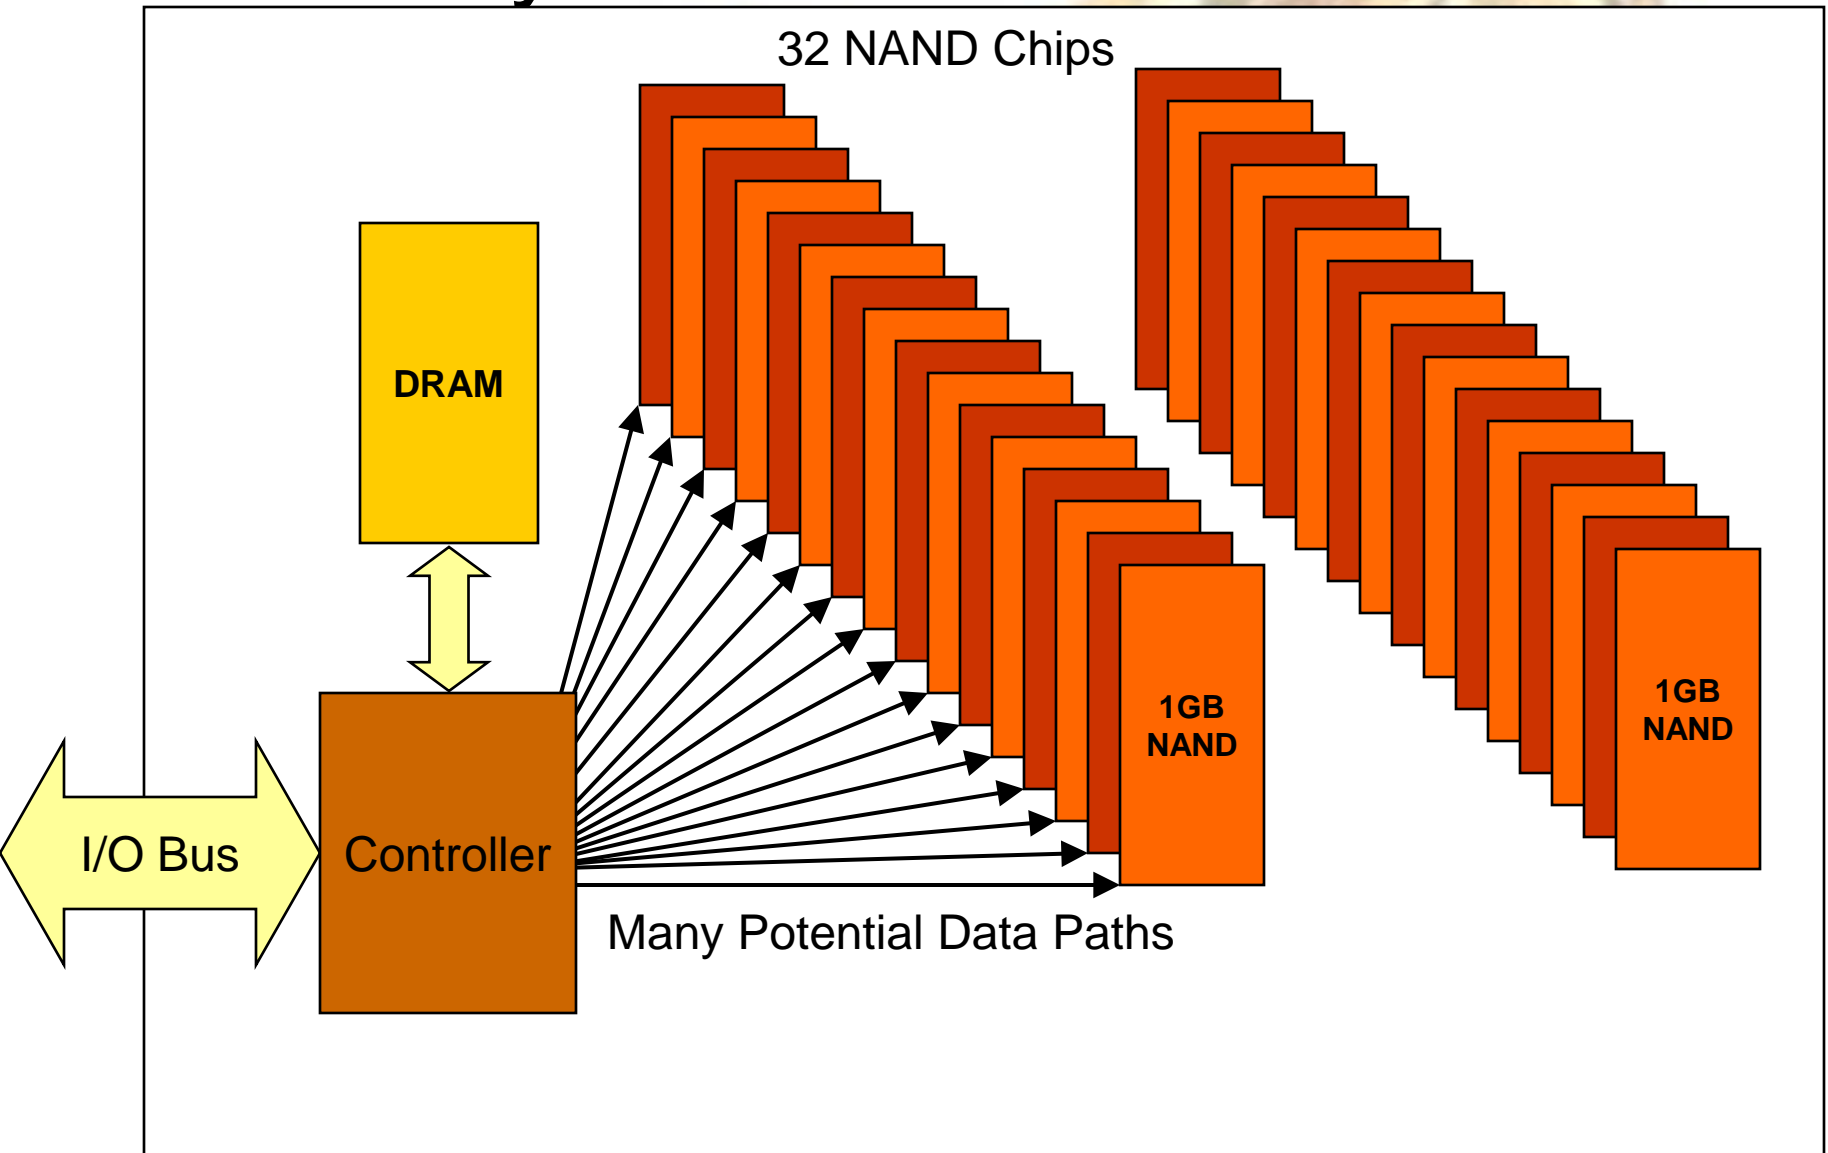 32 NAND Chips
DRAM
1GB
NAND
1GB
NAND
I/O Bus
Controller
Many Potential Data Paths